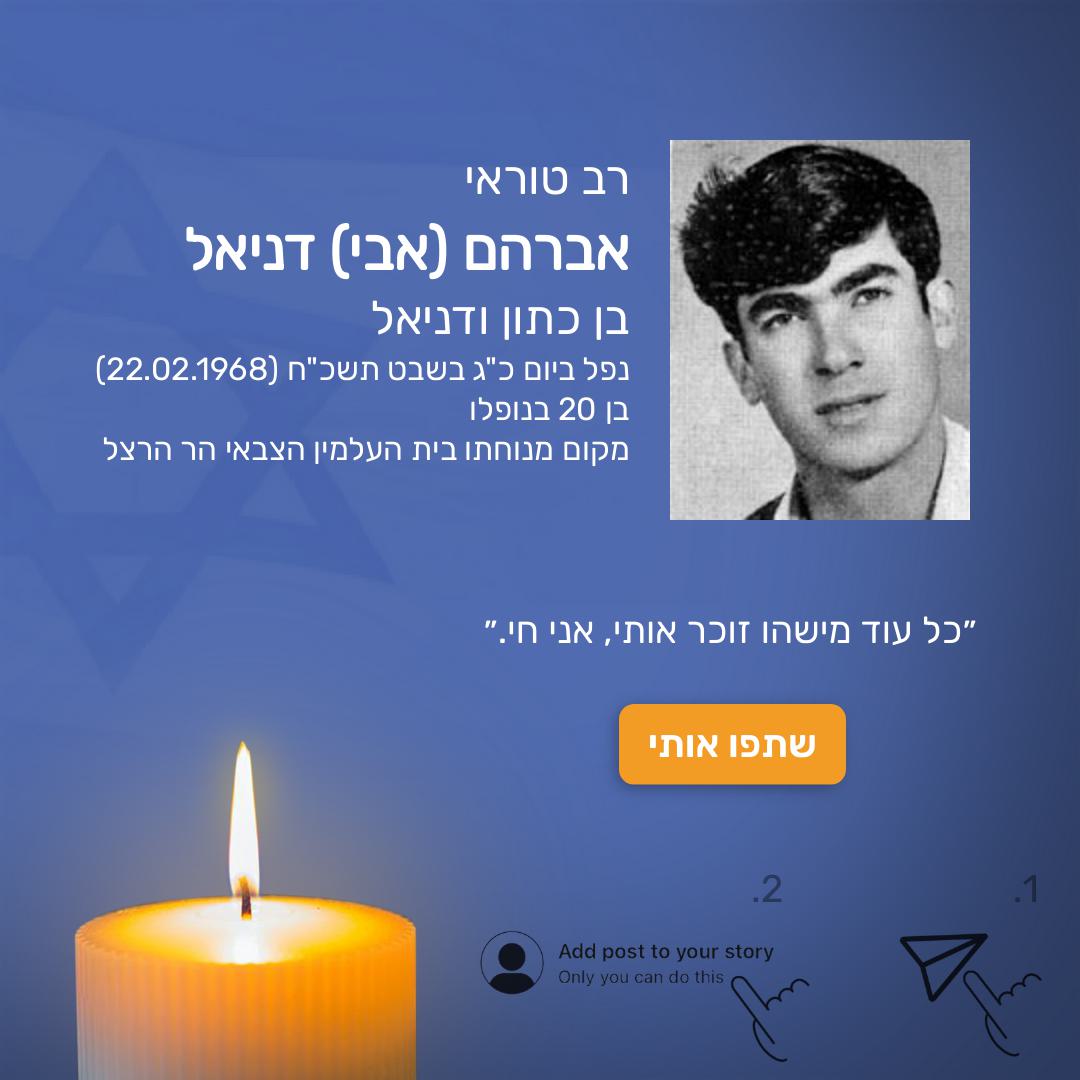 רב טוראי
אברהם (אבי) דניאל
בן כתון ודניאל
נפל ביום כ"ג בשבט תשכ"ח (22.02.1968)
בן 20 בנופלו
מקום מנוחתו בית העלמין הצבאי הר הרצל
״כל עוד מישהו זוכר אותי, אני חי.״
שתפו אותי
1.
2.
Add post to your story
Only you can do this